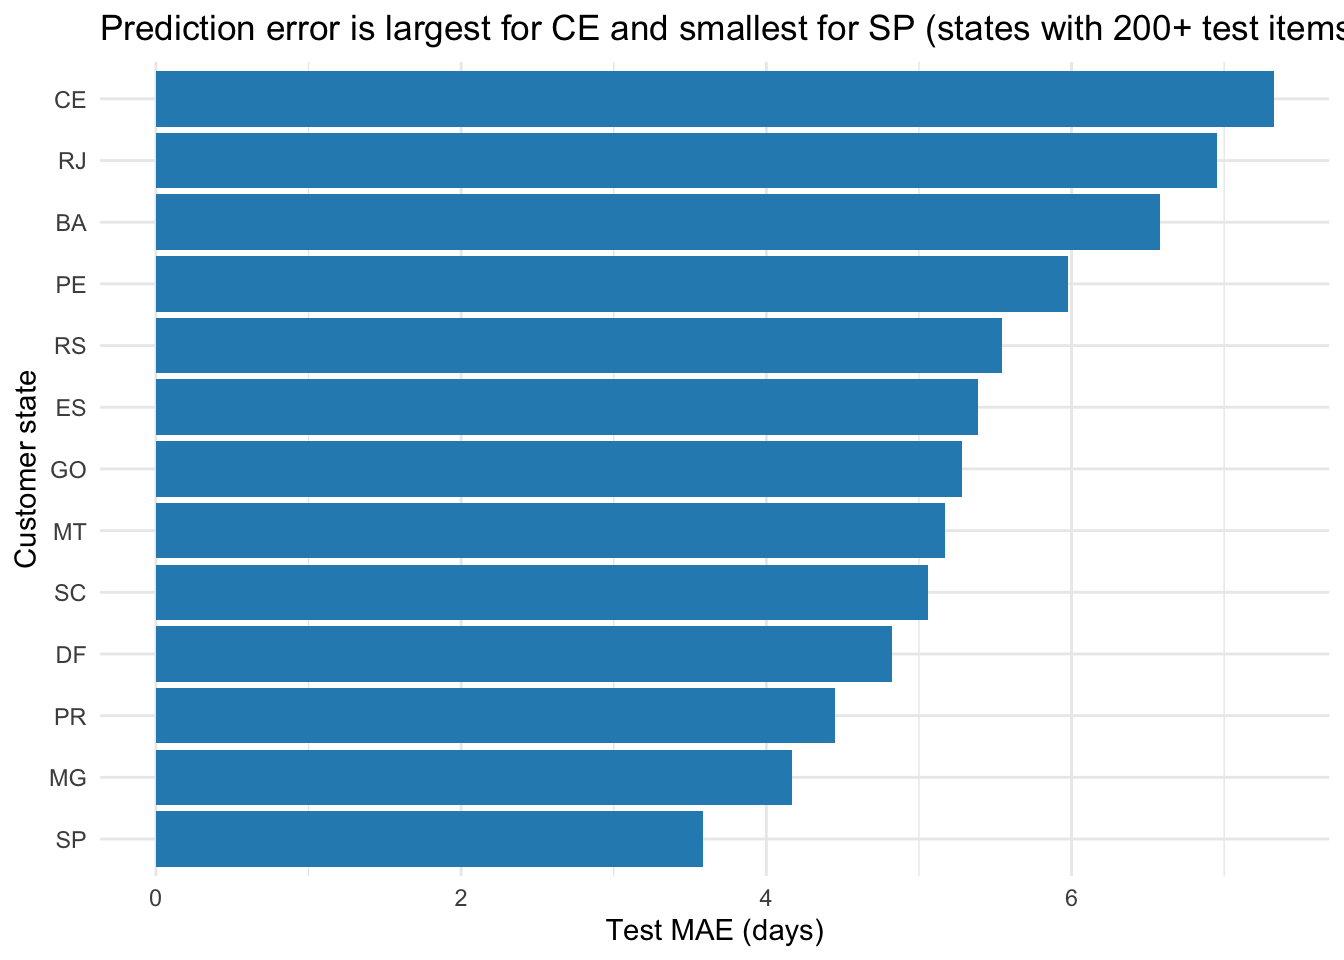 Prediction error is largest for CE and smallest for SP (states with 200+ test items
CE
RJ
BA
PE
RS
ES
GO
MT
SC
DF
PR
MG
SP
Customer state
0 2 4 6
Test MAE (days)